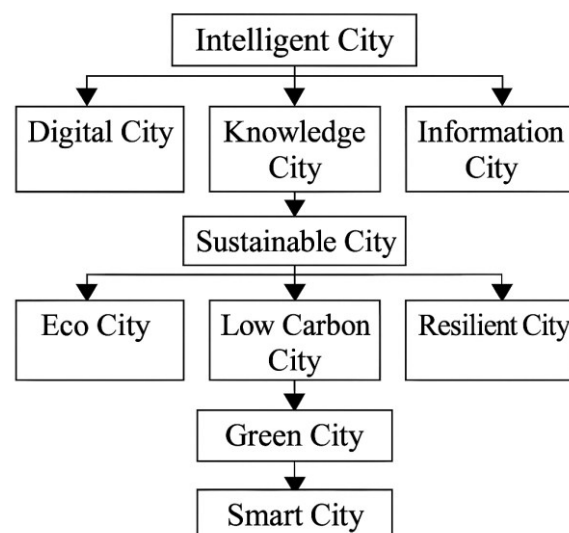 Intelligent City
Digital City
Knowledge
City
Information
City
Sustainable City
Eco City
Low Carbon
City
Resilient City
Green City
Smart City